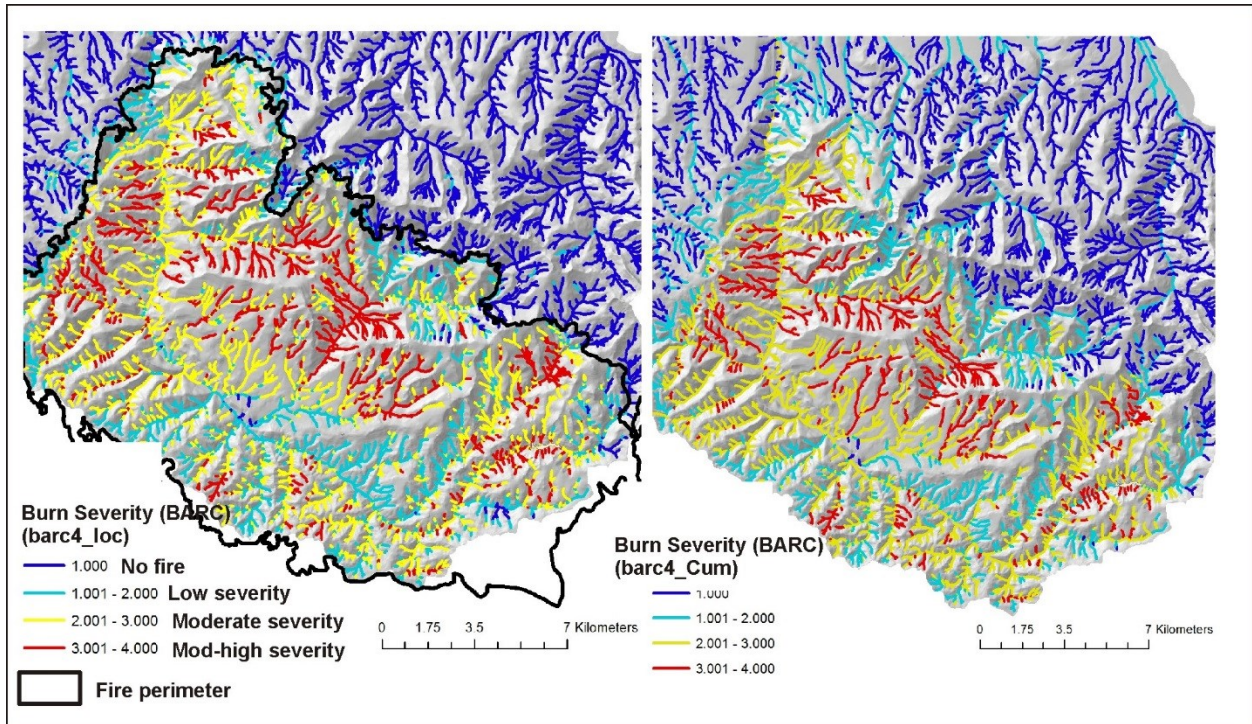 Burn Severity (BARC)
(barc4_loc)
1.000 No fire
1.001 - 2.000 Low severity
2.001 - 3.000 Moderate severity
3.001 - 4.000 Mod-high severity
Fire perimeter
0 1.75 3.5 7 Kilometers
Burn Severity (BARC)
(barc4_Cum)
1.000
1.001 - 2.000
2.001 - 3.000
3.001 - 4.000
0 1.75 3.5 7 Kilometers